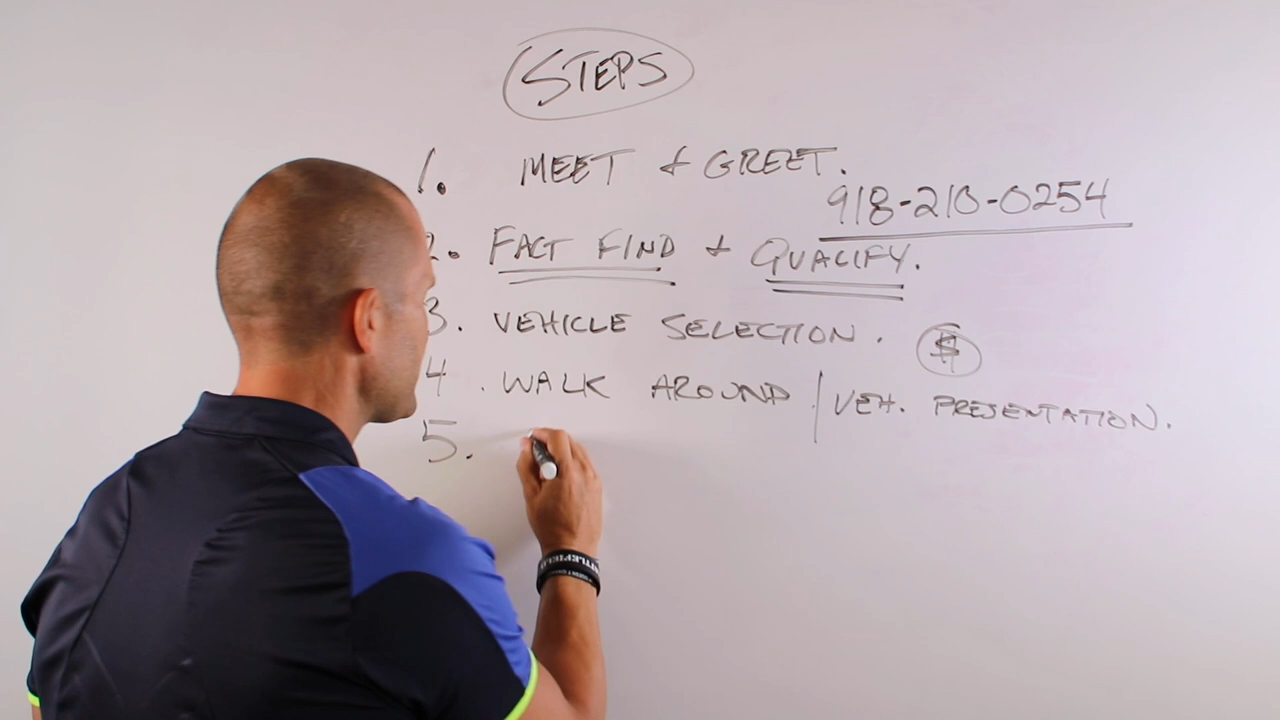 STEPS
1. MEET & GREET.
918-210-0254
2. FACT FIND & QUALIFY.
3. VEHICLE SELECTION. $
4. WALK AROUND / VEH. PRESENTATION.
5.